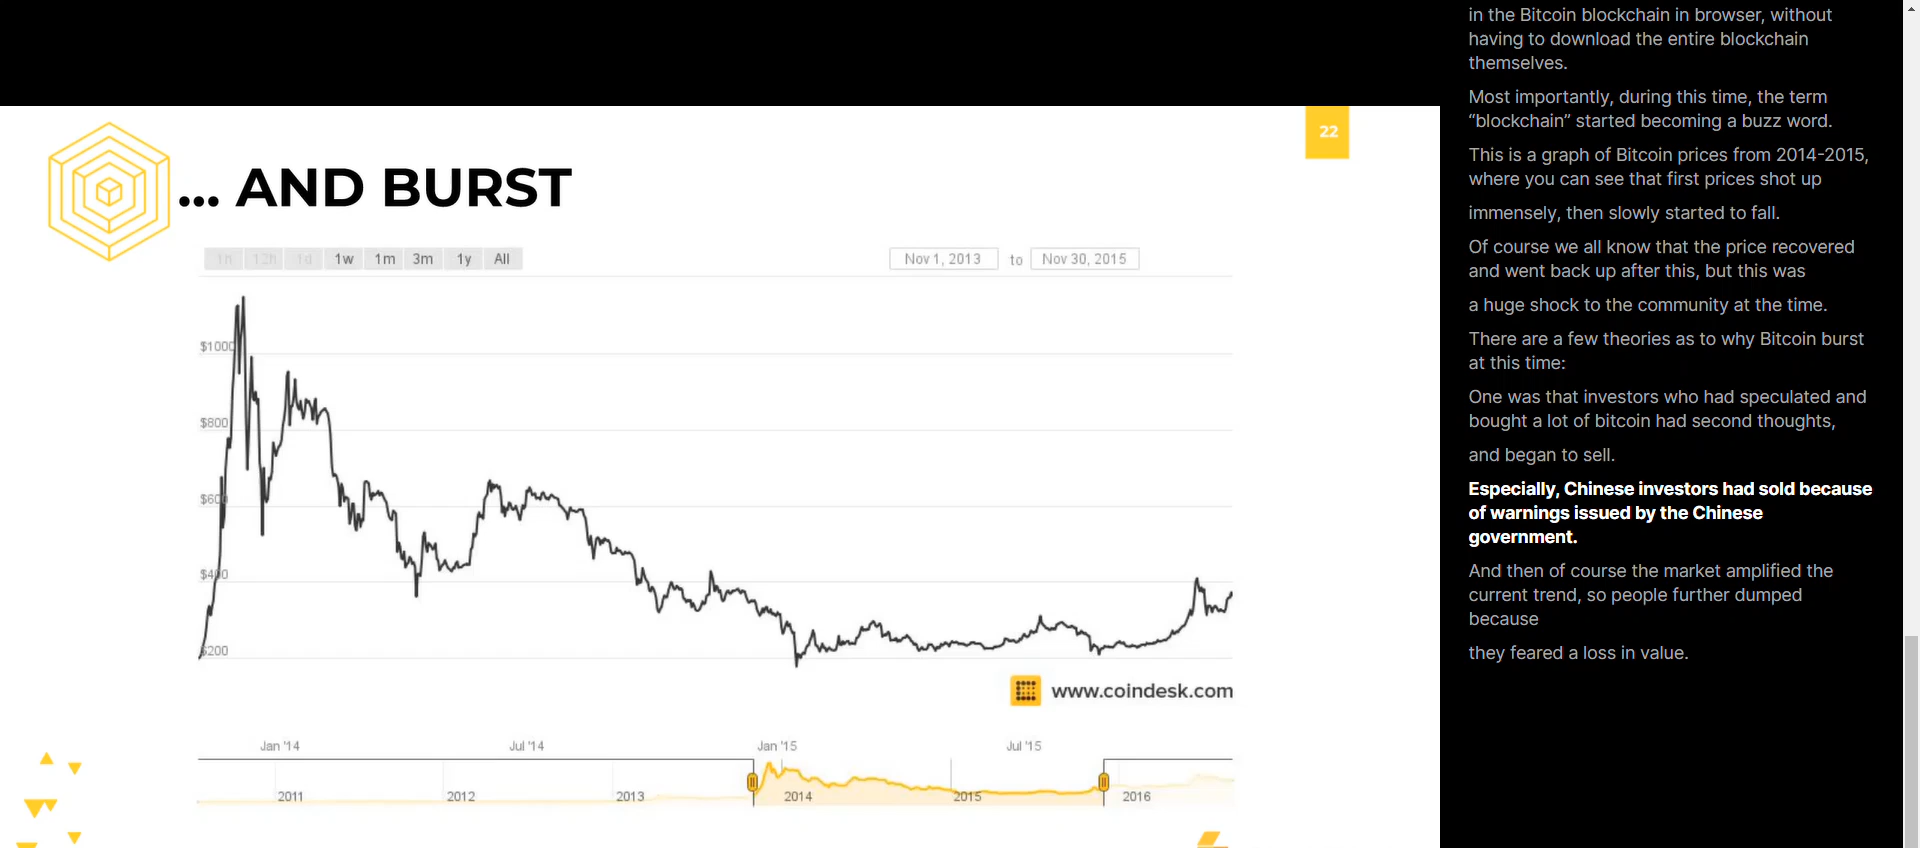 22
... AND BURST
1h 12h 1d 1w 1m 3m 1y All
Nov 1, 2013 to Nov 30, 2015
$1000
$800
$600
$400
$200
www.coindesk.com
Jan '14 Jul '14 Jan '15 Jul '15
2011 2012 2013 2014 2015 2016
in the Bitcoin blockchain in browser, without
having to download the entire blockchain
themselves.
Most importantly, during this time, the term
“blockchain” started becoming a buzz word.
This is a graph of Bitcoin prices from 2014-2015,
where you can see that first prices shot up
immensely, then slowly started to fall.
Of course we all know that the price recovered
and went back up after this, but this was
a huge shock to the community at the time.
There are a few theories as to why Bitcoin burst
at this time:
One was that investors who had speculated and
bought a lot of bitcoin had second thoughts,
and began to sell.
Especially, Chinese investors had sold because
of warnings issued by the Chinese
government.
And then of course the market amplified the
current trend, so people further dumped
because
they feared a loss in value.